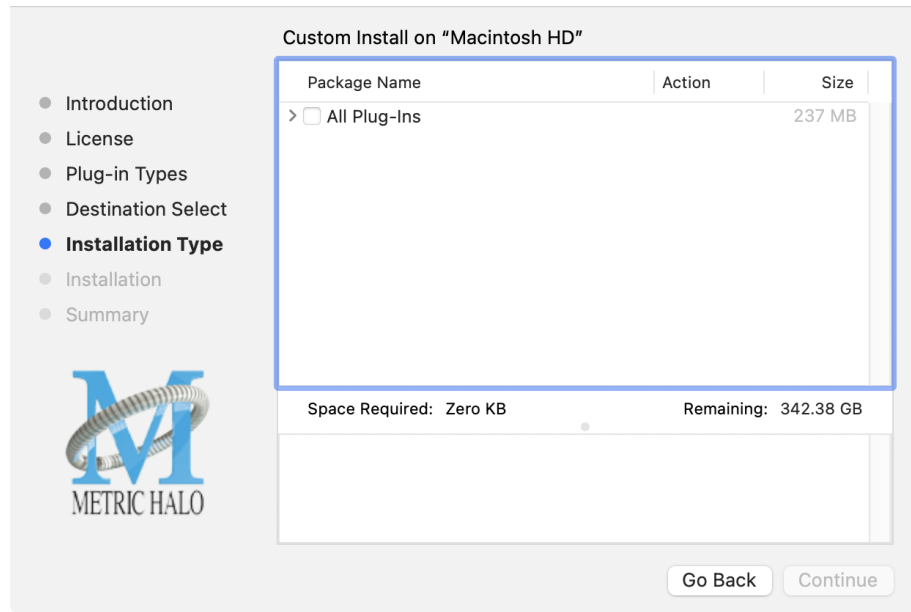 Custom Install on “Macintosh HD”
Introduction
License
Plug-in Types
Destination Select
Installation Type
Installation
Summary
METRIC HALO
Package Name Action Size
All Plug-Ins 237 MB
Space Required: Zero KB Remaining: 342.38 GB
Go Back Continue